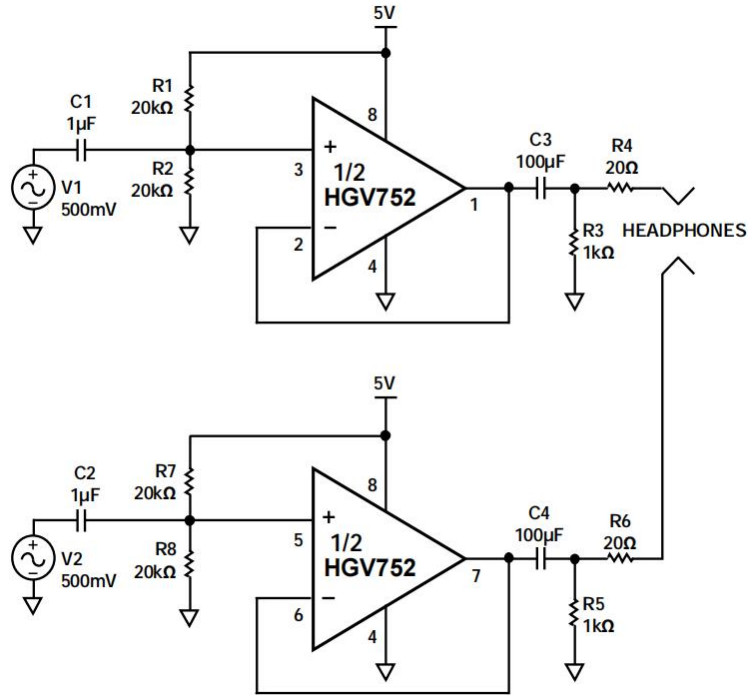 5V
R1
20kΩ
C1
1µF
8
+
3
1/2
HGV752
1
C3
100µF
R4
20Ω
R2
20kΩ
+
−
V1
500mV
−
2
4
R3
1kΩ
HEADPHONES
5V
R7
20kΩ
C2
1µF
8
+
5
1/2
HGV752
7
C4
100µF
R6
20Ω
R8
20kΩ
+
−
V2
500mV
−
6
4
R5
1kΩ